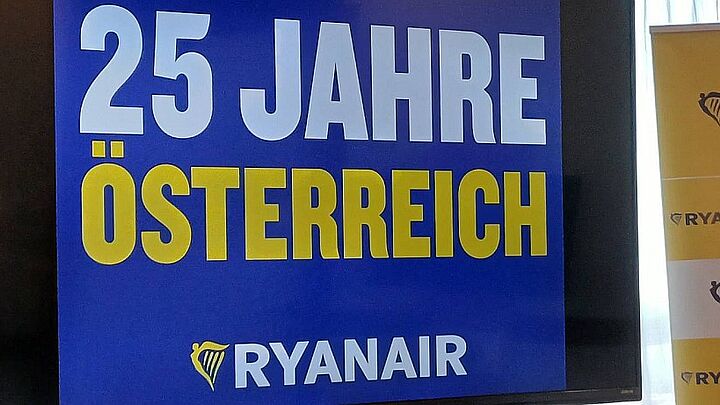 25 JAHRE
ÖSTERREICH
RYANAIR
RYA
RY